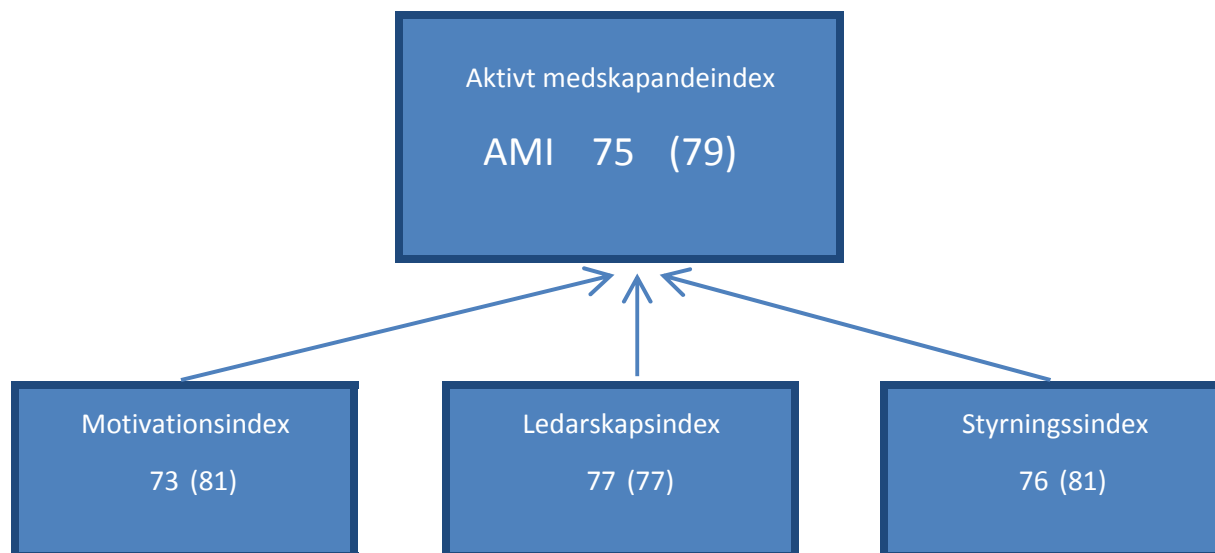 Aktivt medskapandeindex
AMI 75 (79)
Motivationsindex
73 (81)
Ledarskapsindex
77 (77)
Styrningssindex
76 (81)